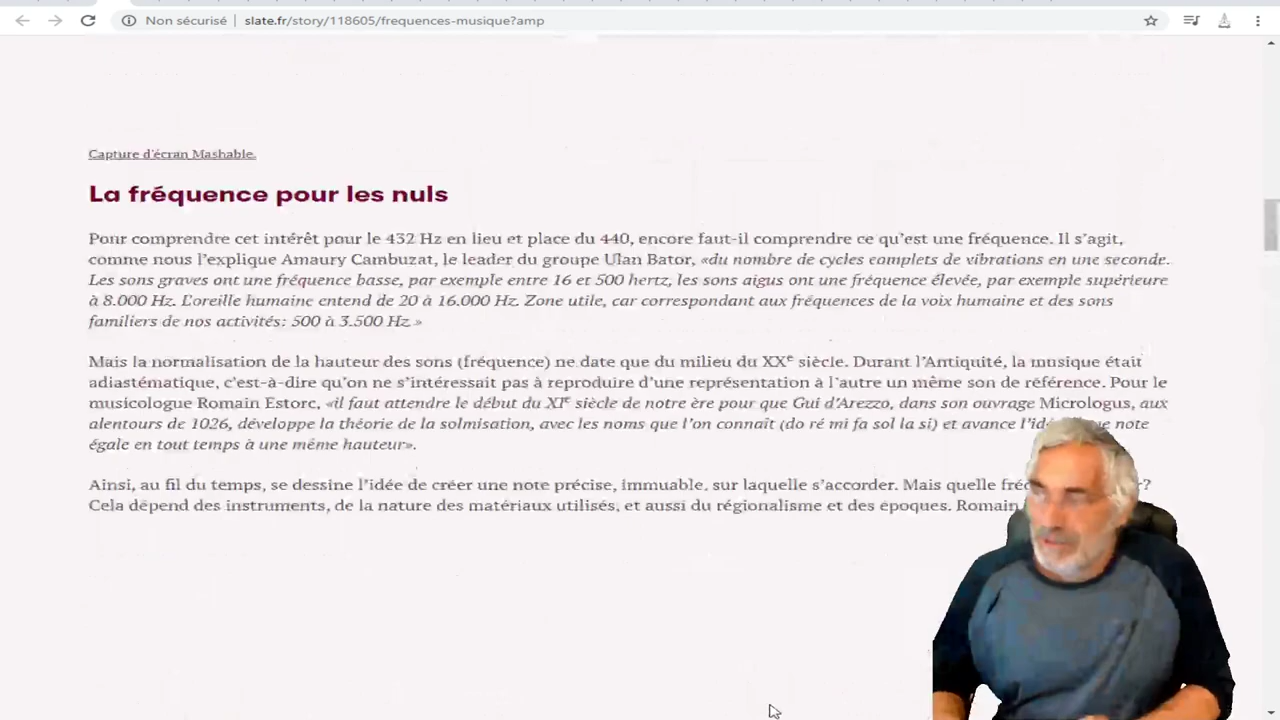 Non sécurisé | slate.fr/story/118605/frequences-musique?amp
Capture d'écran Mashable.
La fréquence pour les nuls
Pour comprendre cet intérêt pour le 432 Hz en lieu et place du 440, encore faut-il comprendre ce qu'est une fréquence. Il s'agit,
comme nous l'explique Amaury Cambuzat, le leader du groupe Ulan Bator, «du nombre de cycles complets de vibrations en une seconde.
Les sons graves ont une fréquence basse, par exemple entre 16 et 500 hertz, les sons aigus ont une fréquence élevée, par exemple supérieure
à 8.000 Hz. L'oreille humaine entend de 20 à 16.000 Hz. Zone utile, car correspondant aux fréquences de la voix humaine et des sons
familiers de nos activités: 500 à 3.500 Hz.»
Mais la normalisation de la hauteur des sons (fréquence) ne date que du milieu du XXe siècle. Durant l'Antiquité, la musique était
adiastématique, c'est-à-dire qu'on ne s'intéressait pas à reproduire d'une représentation à l'autre un même son de référence. Pour le
musicologue Romain Estorc, «il faut attendre le début du XIe siècle de notre ère pour que Gui d'Arezzo, dans son ouvrage Micrologus, aux
alentours de 1026, développe la théorie de la solmisation, avec les noms que l'on connaît (do ré mi fa sol la si) et avance note
égale en tout temps à une même hauteur».
Ainsi, au fil du temps, se dessine l'idée de créer une note précise, immuable, sur laquelle s'accorder. Mais quelle
Cela dépend des instruments, de la nature des matériaux utilisés, et aussi du régionalisme et des époques. Romain